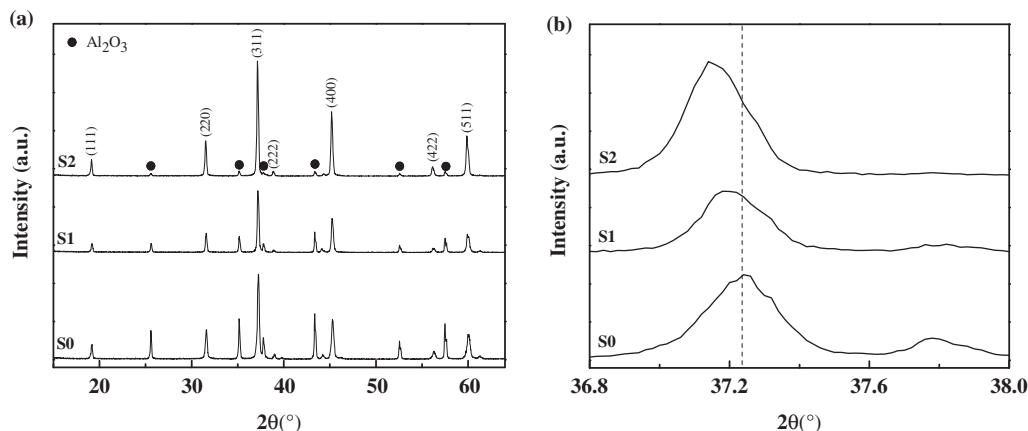 (a)
● Al₂O₃
(111)
(220)
(311)
(222)
(400)
(422)
(511)
S2
S1
S0
Intensity (a.u.)
20 30 40 50 60
2θ(°)
(b)
S2
S1
S0
Intensity (a.u.)
36.8 37.2 37.6 38.0
2θ(°)